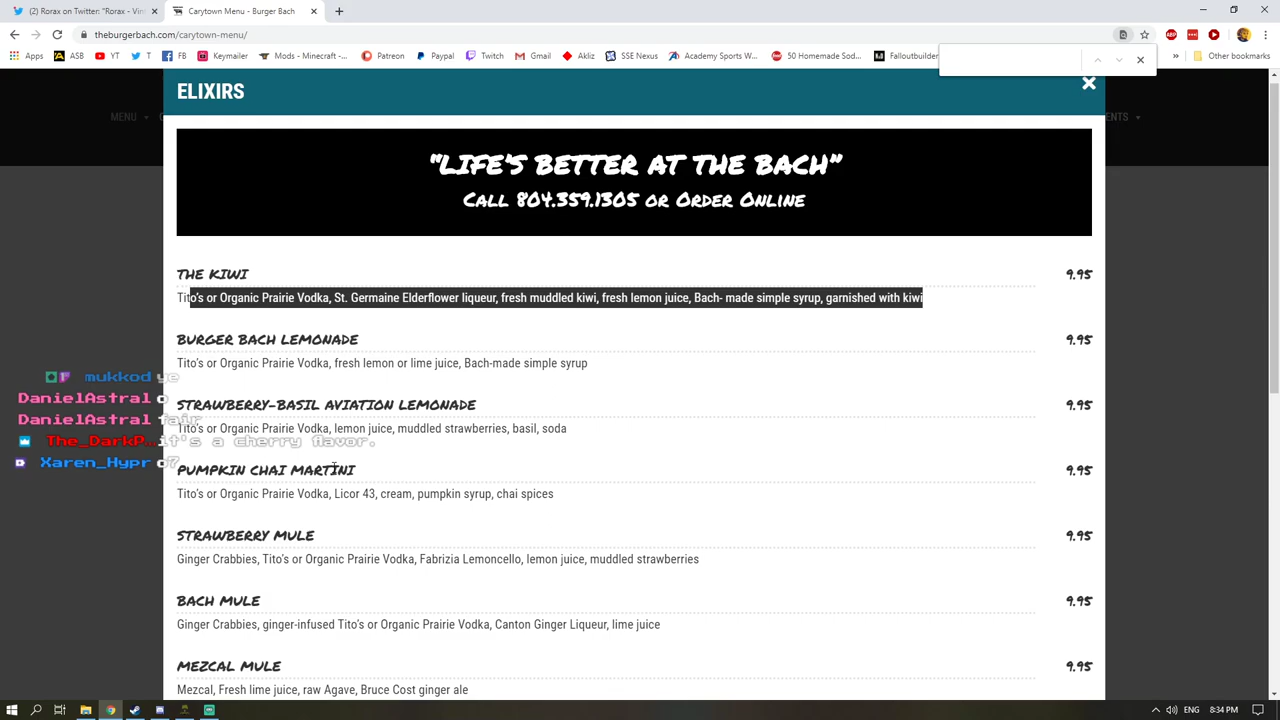 (2) Rorax on Twitter: "Rorax - Vin
Carytown Menu - Burger Bach
theburgerbach.com/carytown-menu/
Apps ASB YT T FB Keymailer Mods - Minecraft -... Patreon Paypal Twitch Gmail Akliz SSE Nexus Academy Sports W... 50 Homemade Sod... Falloutbuilder » Other bookmarks
MENU
ENTS
ELIXIRS
"LIFE'S BETTER AT THE BACH"
CALL 804.359.1305 OR ORDER ONLINE
THE KIWI 9.95
Tito's or Organic Prairie Vodka, St. Germaine Elderflower liqueur, fresh muddled kiwi, fresh lemon juice, Bach- made simple syrup, garnished with kiwi
BURGER BACH LEMONADE 9.95
Tito's or Organic Prairie Vodka, fresh lemon or lime juice, Bach-made simple syrup
mukkod ye
DanielAstral o
STRAWBERRY-BASIL AVIATION LEMONADE 9.95
DanielAstral fair
Tito's or Organic Prairie Vodka, lemon juice, muddled strawberries, basil, soda
The_DarkP... it's a cherry flavor.
Xaren_Hypr o7
PUMPKIN CHAI MARTINI 9.95
Tito's or Organic Prairie Vodka, Licor 43, cream, pumpkin syrup, chai spices
STRAWBERRY MULE 9.95
Ginger Crabbies, Tito's or Organic Prairie Vodka, Fabrizia Lemoncello, lemon juice, muddled strawberries
BACH MULE 9.95
Ginger Crabbies, ginger-infused Tito's or Organic Prairie Vodka, Canton Ginger Liqueur, lime juice
MEZCAL MULE 9.95
Mezcal, Fresh lime juice, raw Agave, Bruce Cost ginger ale
8:34 PM